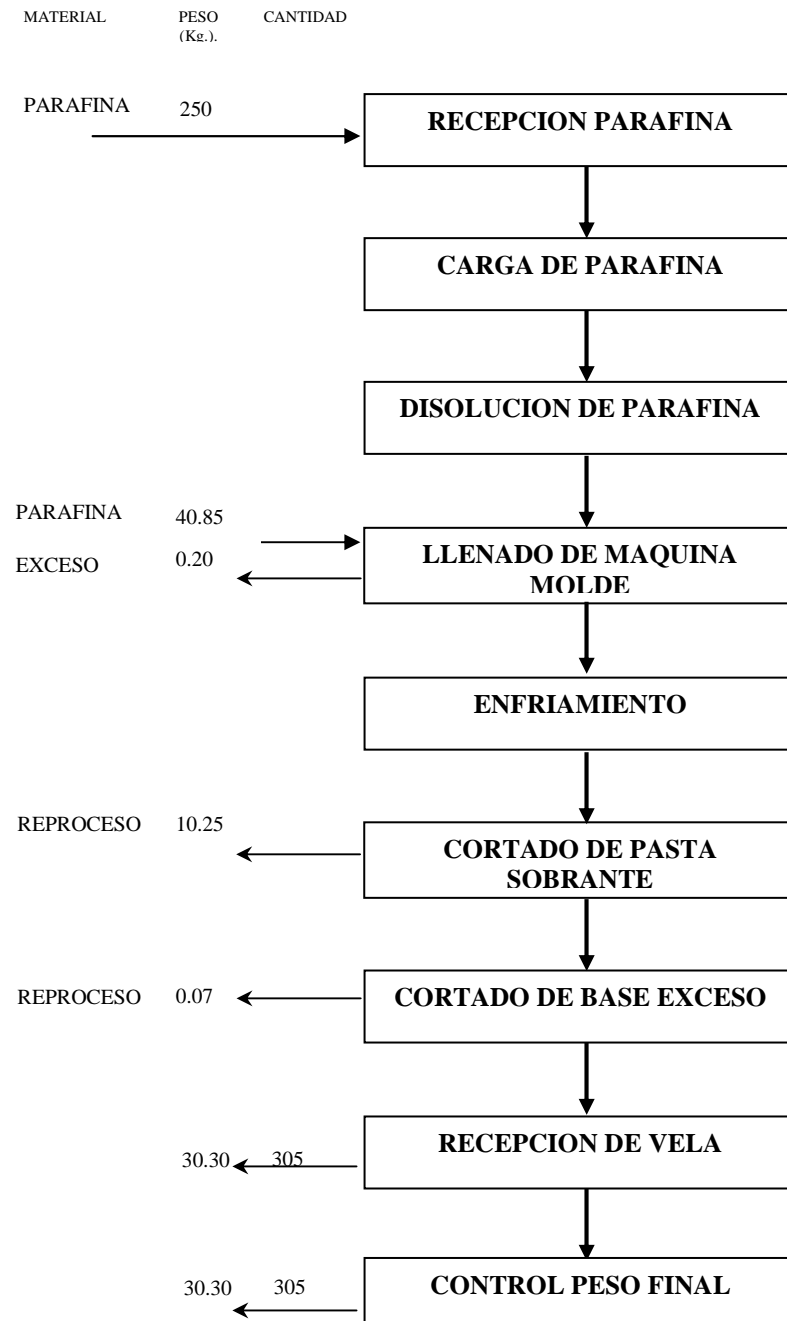 MATERIAL PESO (Kg.). CANTIDAD
PARAFINA 250
RECEPCION PARAFINA
CARGA DE PARAFINA
DISOLUCION DE PARAFINA
PARAFINA 40.85
EXCESO 0.20
LLENADO DE MAQUINA
MOLDE
ENFRIAMIENTO
REPROCESO 10.25
CORTADO DE PASTA
SOBRANTE
REPROCESO 0.07
CORTADO DE BASE EXCESO
RECEPCION DE VELA
30.30 305
CONTROL PESO FINAL
30.30 305